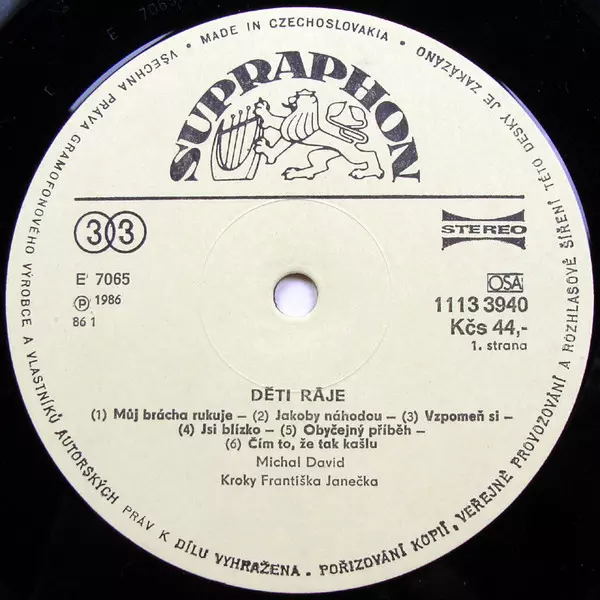 E 7065
• MADE IN CZECHOSLOVAKIA •
VŠECHNA PRÁVA GRAMOFONOVÉHO VÝROBCE A VLASTNÍKŮ AUTORSKÝCH PRÁV K DÍLU VYHRAŽENA. POŘIZOVÁNÍ KOPIÍ, VEŘEJNÉ PROVOZOVÁNÍ A ROZHLASOVÉ ŠÍŘENÍ TÉTO DESKY JE ZAKÁZÁNO
SUPRAPHON
33
STEREO
E 7065
Ⓟ 1986
86 1
OSA
1113 3940
Kčs 44,-
1. strana
DĚTI RÁJE
(1) Můj brácha rukuje – (2) Jakoby náhodou – (3) Vzpomeň si –
(4) Jsi blízko – (5) Obyčejný příběh –
(6) Čím to, že tak kašlu
Michal David
Kroky Františka Janečka